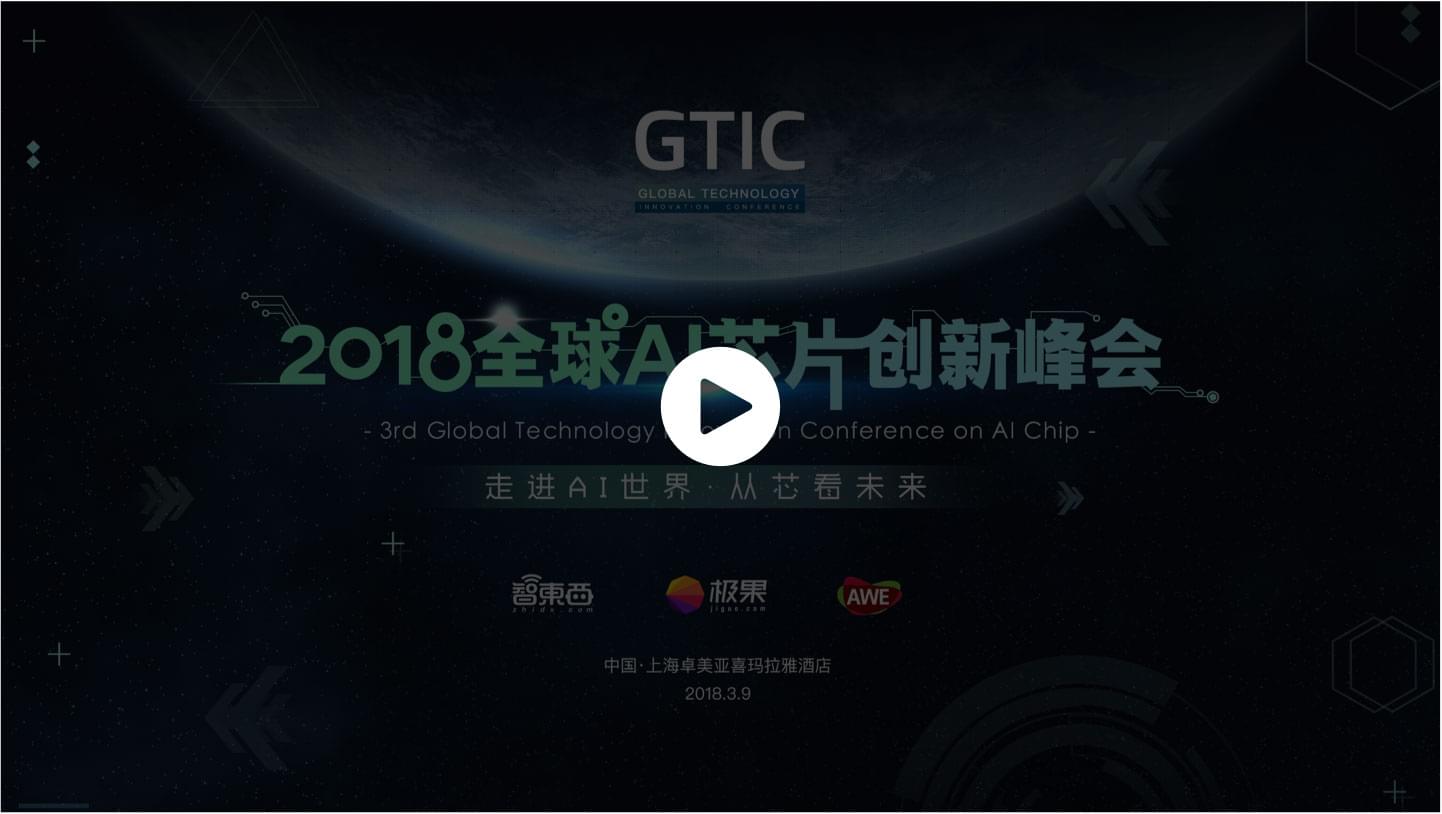 GTIC
GLOBAL TECHNOLOGY
INNOVATION CONFERENCE
2018全球AI芯片创新峰会
- 3rd Global Technology Conference on AI Chip -
走进AI世界·从芯看未来
智東西 极果 AWE
zhidx.com jiguo.com
中国·上海卓美亚喜玛拉雅酒店
2018.3.9